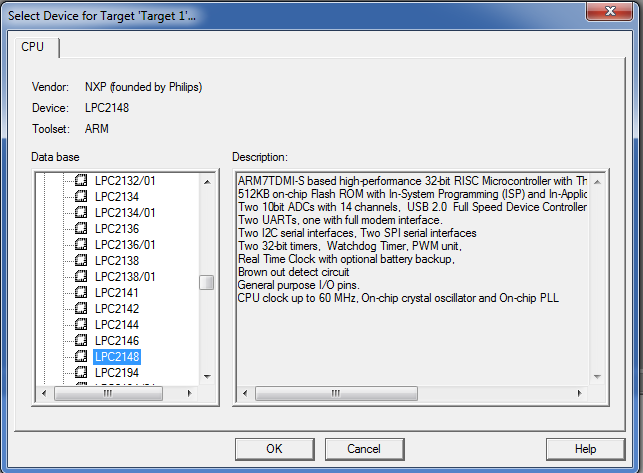 Select Device for Target 'Target 1'...
CPU
Vendor: NXP (founded by Philips)
Device: LPC2148
Toolset: ARM
Data base
LPC2132/01
LPC2134
LPC2134/01
LPC2136
LPC2136/01
LPC2138
LPC2138/01
LPC2141
LPC2142
LPC2144
LPC2146
LPC2148
LPC2194
Description:
ARM7TDMI-S based high-performance 32-bit RISC Microcontroller with Th
512KB on-chip Flash ROM with In-System Programming (ISP) and In-Applic
Two 10bit ADCs with 14 channels, USB 2.0 Full Speed Device Controller
Two UARTs, one with full modem interface.
Two I2C serial interfaces, Two SPI serial interfaces
Two 32-bit timers, Watchdog Timer, PWM unit,
Real Time Clock with optional battery backup,
Brown out detect circuit
General purpose I/O pins.
CPU clock up to 60 MHz, On-chip crystal oscillator and On-chip PLL
OK
Cancel
Help